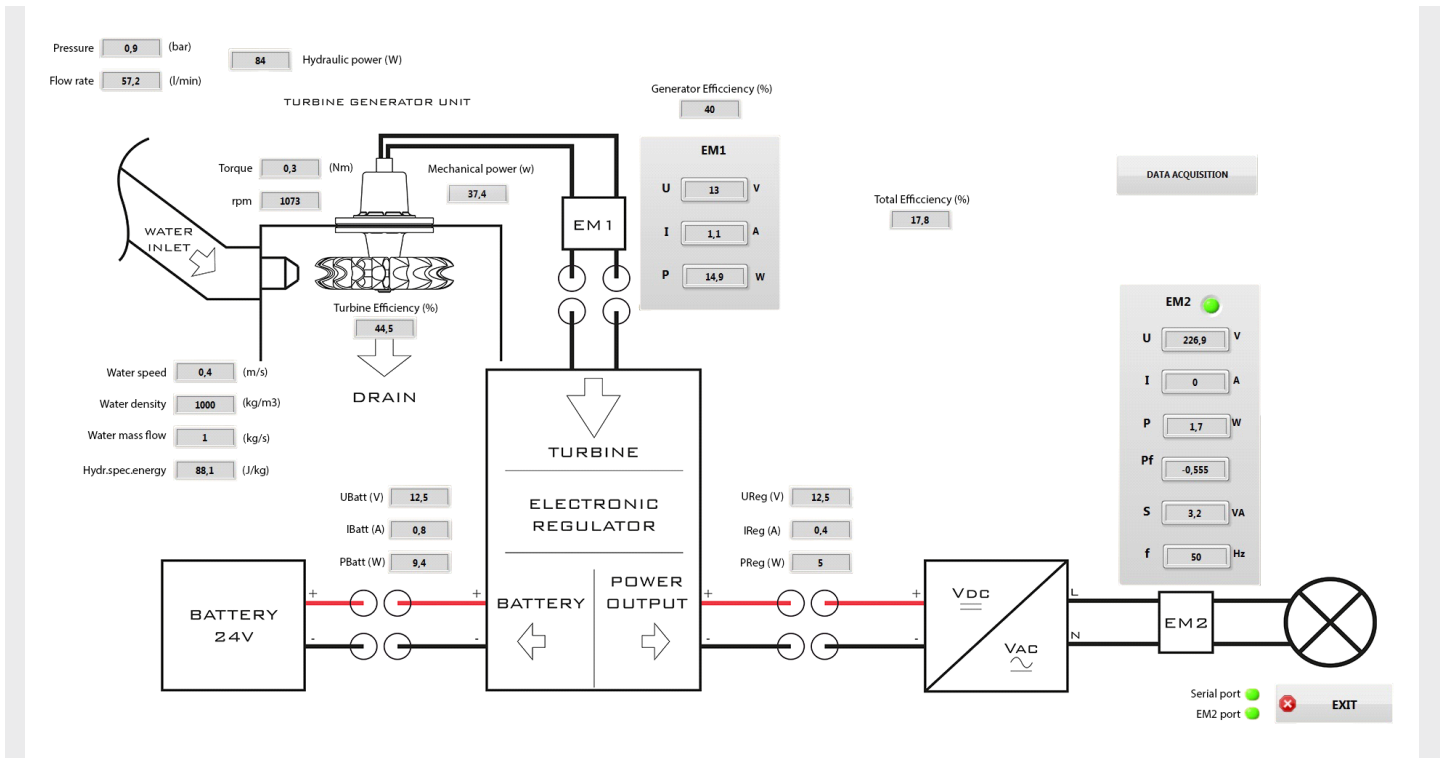 Pressure 0,9 (bar)
84 Hydraulic power (W)
Flow rate 57,2 (l/min)
TURBINE GENERATOR UNIT
Generator Efficciency (%)
40
Torque 0,3 (Nm)
rpm 1073
Mechanical power (w)
37,4
WATER
INLET
EM1
EM1
U 13 V
I 1,1 A
P 14,9 W
Total Efficciency (%)
17,8
DATA ACQUISITION
Turbine Efficiency (%)
44,5
DRAIN
Water speed 0,4 (m/s)
Water density 1000 (kg/m3)
Water mass flow 1 (kg/s)
Hydr.spec.energy 88,1 (J/kg)
EM2
U 226,9 V
I 0 A
P 1,7 W
Pf -0,555
S 3,2 VA
f 50 Hz
TURBINE
ELECTRONIC
REGULATOR
UBatt (V) 12,5
IBatt (A) 0,8
PBatt (W) 9,4
UReg (V) 12,5
IReg (A) 0,4
PReg (W) 5
BATTERY
24V
+
-
+
-
BATTERY
POWER
OUTPUT
+
-
+
-
VDC
VAC
L
N
EM2
Serial port
EM2 port
EXIT